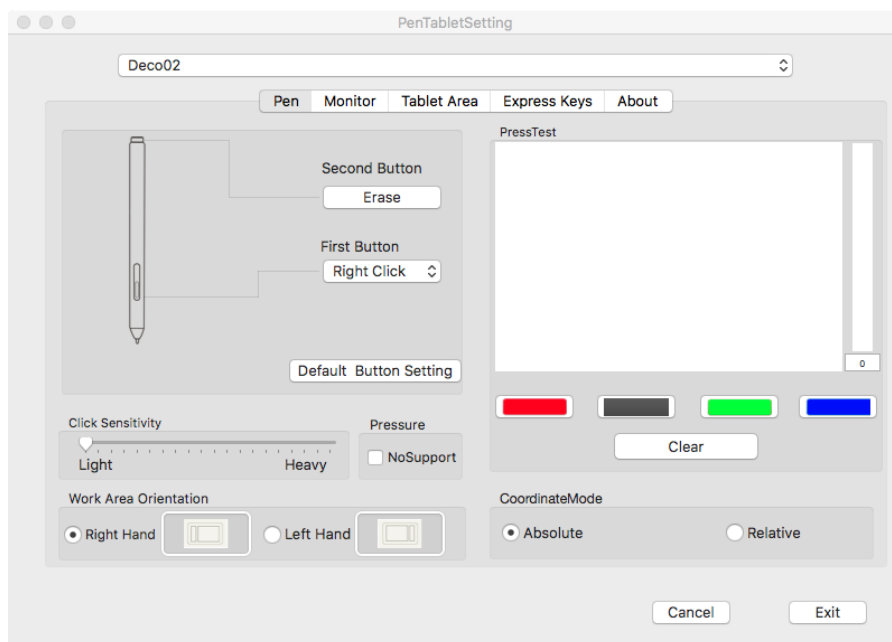 PenTabletSetting
Deco02
Pen Monitor Tablet Area Express Keys About
Second Button
Erase
First Button
Right Click
Default Button Setting
PressTest
0
Clear
Click Sensitivity
Light Heavy
Pressure
NoSupport
Work Area Orientation
Right Hand Left Hand
CoordinateMode
Absolute Relative
Cancel Exit